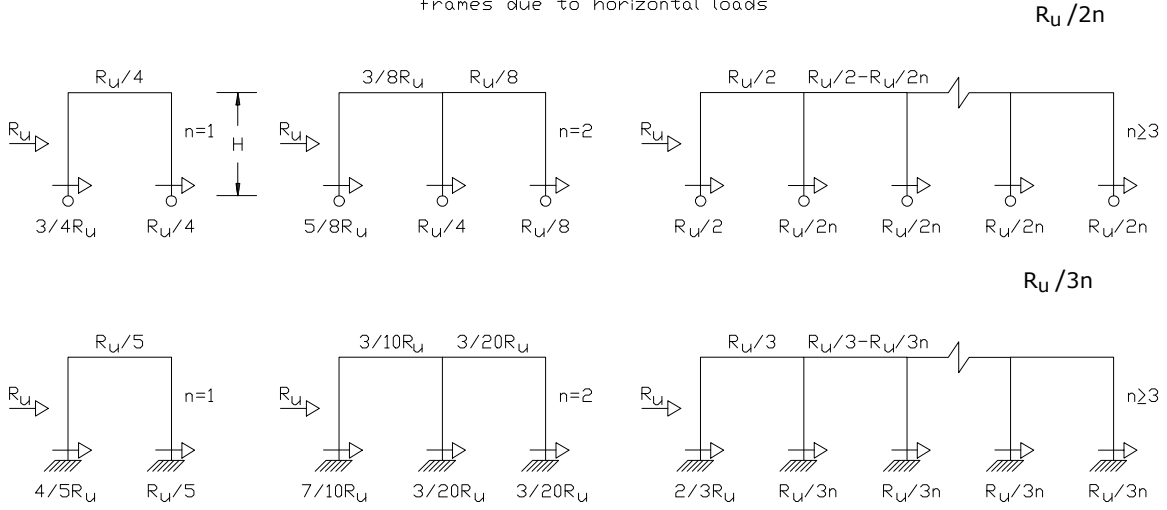 frames due to horizontal loads
Rᵤ/2n
Rᵤ/4
3/8Rᵤ Rᵤ/8
Rᵤ/2 Rᵤ/2-Rᵤ/2n
Rᵤ n=1 H
Rᵤ n=2
Rᵤ n≥3
3/4Rᵤ Rᵤ/4
5/8Rᵤ Rᵤ/4 Rᵤ/8
Rᵤ/2 Rᵤ/2n Rᵤ/2n Rᵤ/2n Rᵤ/2n
Rᵤ/3n
Rᵤ/5
3/10Rᵤ 3/20Rᵤ
Rᵤ/3 Rᵤ/3-Rᵤ/3n
Rᵤ n=1
Rᵤ n=2
Rᵤ n≥3
4/5Rᵤ Rᵤ/5
7/10Rᵤ 3/20Rᵤ 3/20Rᵤ
2/3Rᵤ Rᵤ/3n Rᵤ/3n Rᵤ/3n Rᵤ/3n